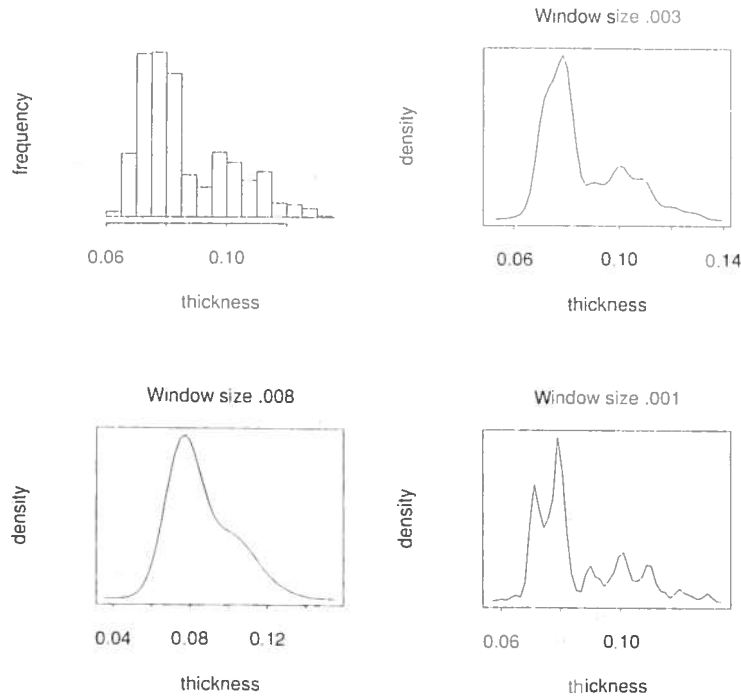 frequency
0.06 0.10
thickness
Window size .003
density
0.06 0.10 0.14
thickness
Window size .008
density
0.04 0.08 0.12
thickness
Window size .001
density
0.06 0.10
thickness